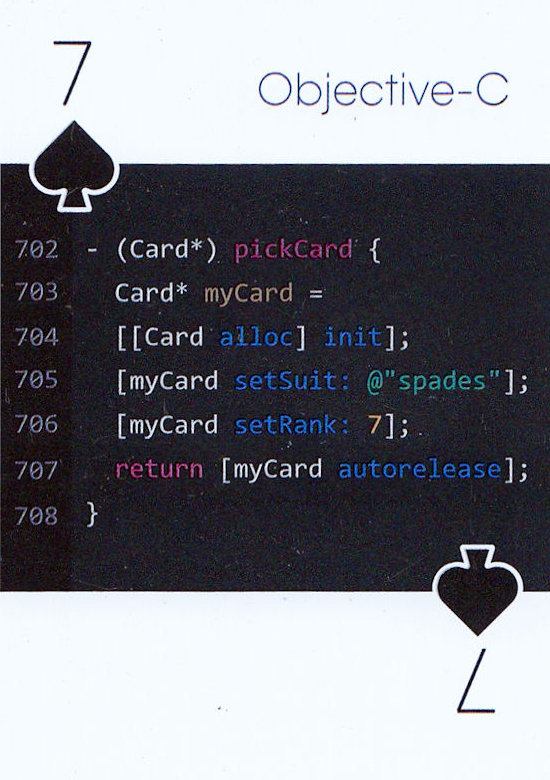 7
Objective-C
702 - (Card*) pickCard {
703 Card* myCard =
704 [[Card alloc] init];
705 [myCard setSuit: @"spades"];
706 [myCard setRank: 7];
707 return [myCard autorelease];
708 }
7